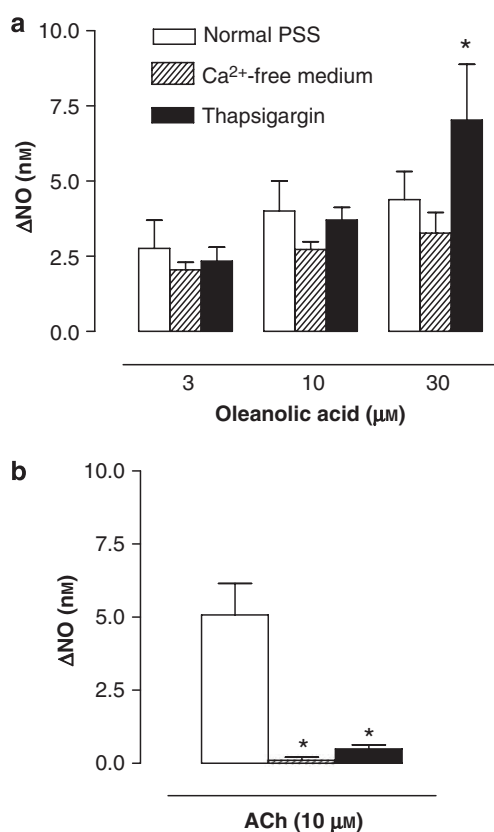 a
10.0
7.5
5.0
2.5
0.0
ΔNO (nM)
Normal PSS
Ca²⁺-free medium
Thapsigargin
*
3 10 30
Oleanolic acid (μM)
b
10.0
7.5
5.0
2.5
0.0
ΔNO (nM)
* *
ACh (10 μM)